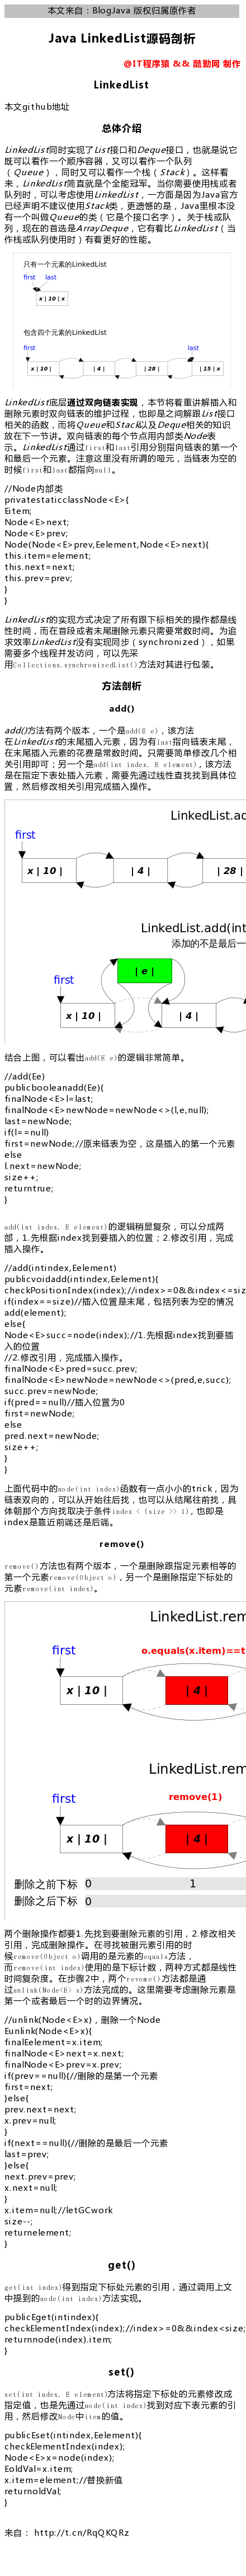 本文来自：BlogJava 版权归属原作者
Java LinkedList源码剖析
@IT程序猿 && 酷勤网 制作
LinkedList
本文github地址
总体介绍
LinkedList同时实现了List接口和Deque接口，也就是说它
既可以看作一个顺序容器，又可以看作一个队列
（Queue），同时又可以看作一个栈（Stack）。这样看
来，LinkedList简直就是个全能冠军。当你需要使用栈或者
队列时，可以考虑使用LinkedList，一方面是因为Java官方
已经声明不建议使用Stack类，更遗憾的是，Java里根本没
有一个叫做Queue的类（它是个接口名字）。关于栈或队
列，现在的首选是ArrayDeque，它有着比LinkedList（当
作栈或队列使用时）有着更好的性能。
只有一个元素的LinkedList
first last
x | 10 | x
包含四个元素的LinkedList
first last
x | 10 | | 4 | | 28 | | 15 | x
LinkedList底层通过双向链表实现，本节将着重讲解插入和
删除元素时双向链表的维护过程，也即是之间解跟List接口
相关的函数，而将Queue和Stack以及Deque相关的知识
放在下一节讲。双向链表的每个节点用内部类Node表
示。LinkedList通过first和last引用分别指向链表的第一个
和最后一个元素。注意这里没有所谓的哑元，当链表为空的
时候first和last都指向null。
//Node内部类
privatestaticclassNode<E>{
Eitem;
Node<E>next;
Node<E>prev;
Node(Node<E>prev,Eelement,Node<E>next){
this.item=element;
this.next=next;
this.prev=prev;
}
}
LinkedList的实现方式决定了所有跟下标相关的操作都是线
性时间，而在首段或者末尾删除元素只需要常数时间。为追
求效率LinkedList没有实现同步（synchronized），如果
需要多个线程并发访问，可以先采
用Collections.synchronizedList()方法对其进行包装。
方法剖析
add()
add()方法有两个版本，一个是add(E e)，该方法
在LinkedList的末尾插入元素，因为有last指向链表末尾，
在末尾插入元素的花费是常数时间。只需要简单修改几个相
关引用即可；另一个是add(int index, E element)，该方法
是在指定下表处插入元素，需要先通过线性查找找到具体位
置，然后修改相关引用完成插入操作。
LinkedList.ad
first
x | 10 | | 4 | | 28 |
LinkedList.add(int
添加的不是最后一
| e |
first
x | 10 | | 4 |
结合上图，可以看出add(E e)的逻辑非常简单。
//add(Ee)
publicbooleanadd(Ee){
finalNode<E>l=last;
finalNode<E>newNode=newNode<>(l,e,null);
last=newNode;
if(l==null)
first=newNode;//原来链表为空，这是插入的第一个元素
else
l.next=newNode;
size++;
returntrue;
}
add(int index, E element)的逻辑稍显复杂，可以分成两
部，1.先根据index找到要插入的位置；2.修改引用，完成
插入操作。
//add(intindex,Eelement)
publicvoidadd(intindex,Eelement){
checkPositionIndex(index);//index>=0&&index<=siz
if(index==size)//插入位置是末尾，包括列表为空的情况
add(element);
else{
Node<E>succ=node(index);//1.先根据index找到要插
入的位置
//2.修改引用，完成插入操作。
finalNode<E>pred=succ.prev;
finalNode<E>newNode=newNode<>(pred,e,succ);
succ.prev=newNode;
if(pred==null)//插入位置为0
first=newNode;
else
pred.next=newNode;
size++;
}
}
上面代码中的node(int index)函数有一点小小的trick，因为
链表双向的，可以从开始往后找，也可以从结尾往前找，具
体朝那个方向找取决于条件index < (size >> 1)，也即是
index是靠近前端还是后端。
remove()
remove()方法也有两个版本，一个是删除跟指定元素相等的
第一个元素remove(Object o)，另一个是删除指定下标处的
元素remove(int index)。
LinkedList.rem
first o.equals(x.item)==t
x | 10 | | 4 |
LinkedList.rem
first remove(1)
x | 10 | | 4 |
删除之前下标 0 1
删除之后下标 0
两个删除操作都要1.先找到要删除元素的引用，2.修改相关
引用，完成删除操作。在寻找被删元素引用的时
候remove(Object o)调用的是元素的equals方法，
而remove(int index)使用的是下标计数，两种方式都是线性
时间复杂度。在步骤2中，两个revome()方法都是通
过unlink(Node<E> x)方法完成的。这里需要考虑删除元素是
第一个或者最后一个时的边界情况。
//unlink(Node<E>x)，删除一个Node
Eunlink(Node<E>x){
finalEelement=x.item;
finalNode<E>next=x.next;
finalNode<E>prev=x.prev;
if(prev==null){//删除的是第一个元素
first=next;
}else{
prev.next=next;
x.prev=null;
}
if(next==null){//删除的是最后一个元素
last=prev;
}else{
next.prev=prev;
x.next=null;
}
x.item=null;//letGCwork
size--;
returnelement;
}
get()
get(int index)得到指定下标处元素的引用，通过调用上文
中提到的node(int index)方法实现。
publicEget(intindex){
checkElementIndex(index);//index>=0&&index<size;
returnnode(index).item;
}
set()
set(int index, E element)方法将指定下标处的元素修改成
指定值，也是先通过node(int index)找到对应下表元素的引
用，然后修改Node中item的值。
publicEset(intindex,Eelement){
checkElementIndex(index);
Node<E>x=node(index);
EoldVal=x.item;
x.item=element;//替换新值
returnoldVal;
}
来自： http://t.cn/RqQKQRz